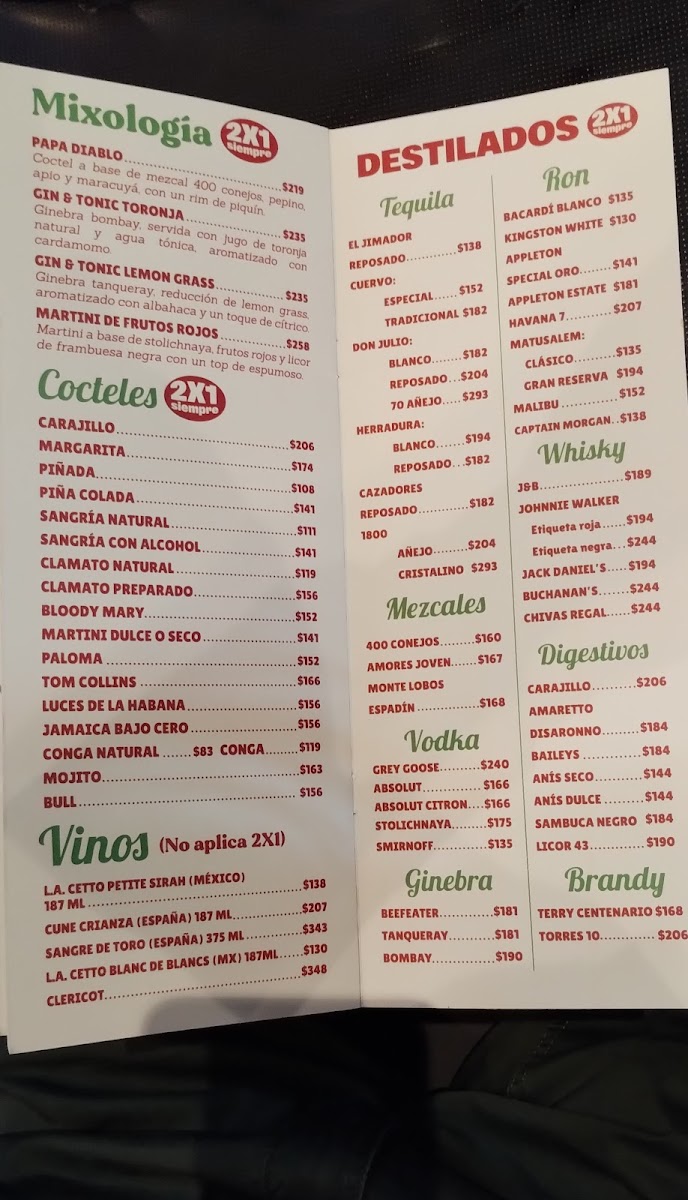 Mixología 2X1 siempre
PAPA DIABLO........................$219
Coctel a base de mezcal 400 conejos, pepino,
apio y maracuyá, con un rim de piquín.
GIN & TONIC TORONJA................$235
Ginebra bombay, servida con jugo de toronja
natural y agua tónica, aromatizado con
cardamomo.
GIN & TONIC LEMON GRASS............$235
Ginebra tanqueray, reducción de lemon grass,
aromatizado con albahaca y un toque de cítrico.
MARTINI DE FRUTOS ROJOS............$258
Martini a base de stolichnaya, frutos rojos y licor
de frambuesa negra con un top de espumoso.
Cocteles 2X1 siempre
CARAJILLO..........................$206
MARGARITA..........................$174
PIÑADA.............................$108
PIÑA COLADA........................$141
SANGRÍA NATURAL....................$111
SANGRÍA CON ALCOHOL................$141
CLAMATO NATURAL....................$119
CLAMATO PREPARADO..................$156
BLOODY MARY........................$152
MARTINI DULCE O SECO...............$141
PALOMA.............................$152
TOM COLLINS........................$166
LUCES DE LA HABANA.................$156
JAMAICA BAJO CERO..................$156
CONGA NATURAL.......$83 CONGA........$119
MOJITO.............................$163
BULL...............................$156
Vinos (No aplica 2X1)
L.A. CETTO PETITE SIRAH (MÉXICO)
187 ML.............................$138
CUNE CRIANZA (ESPAÑA) 187 ML.......$207
SANGRE DE TORO (ESPAÑA) 375 ML.....$343
L.A. CETTO BLANC DE BLANCS (MX) 187ML......$130
CLERICOT...........................$348
DESTILADOS 2X1 siempre
Tequila
EL JIMADOR
REPOSADO............$138
CUERVO:
ESPECIAL......$152
TRADICIONAL $182
DON JULIO:
BLANCO........$182
REPOSADO...$204
70 AÑEJO.....$293
HERRADURA:
BLANCO.......$194
REPOSADO...$182
CAZADORES
REPOSADO............$182
1800
AÑEJO.........$204
CRISTALINO $293
Mezcales
400 CONEJOS........$160
AMORES JOVEN......$167
MONTE LOBOS
ESPADÍN..............$168
Vodka
GREY GOOSE.........$240
ABSOLUT..............$166
ABSOLUT CITRON....$166
STOLICHNAYA........$175
SMIRNOFF.............$135
Ginebra
BEEFEATER............$181
TANQUERAY..........$181
BOMBAY..............$190
Ron
BACARDÍ BLANCO $135
KINGSTON WHITE $130
APPLETON
SPECIAL ORO.......$141
APPLETON ESTATE $181
HAVANA 7..........$207
MATUSALEM:
CLÁSICO..........$135
GRAN RESERVA $194
MALIBU.............$152
CAPTAIN MORGAN..$138
Whisky
J&B...................$189
JOHNNIE WALKER
Etiqueta roja......$194
Etiqueta negra...$244
JACK DANIEL'S.....$194
BUCHANAN'S.......$244
CHIVAS REGAL.....$244
Digestivos
CARAJILLO..........$206
AMARETTO
DISARONNO.........$184
BAILEYS..............$184
ANÍS SECO...........$144
ANÍS DULCE.........$144
SAMBUCA NEGRO $184
LICOR 43.............$190
Brandy
TERRY CENTENARIO $168
TORRES 10............$206